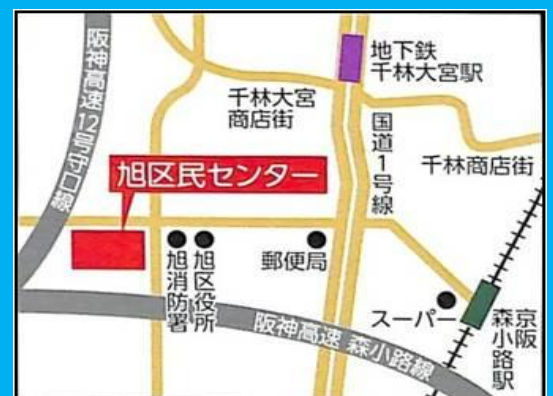 阪神高速12号守口線
地下鉄
千林大宮駅
千林大宮
商店街
国道1号線
千林商店街
旭区民センター
旭消防署
旭区役所
郵便局
スーパー
京阪
森小路駅
阪神高速 森小路線